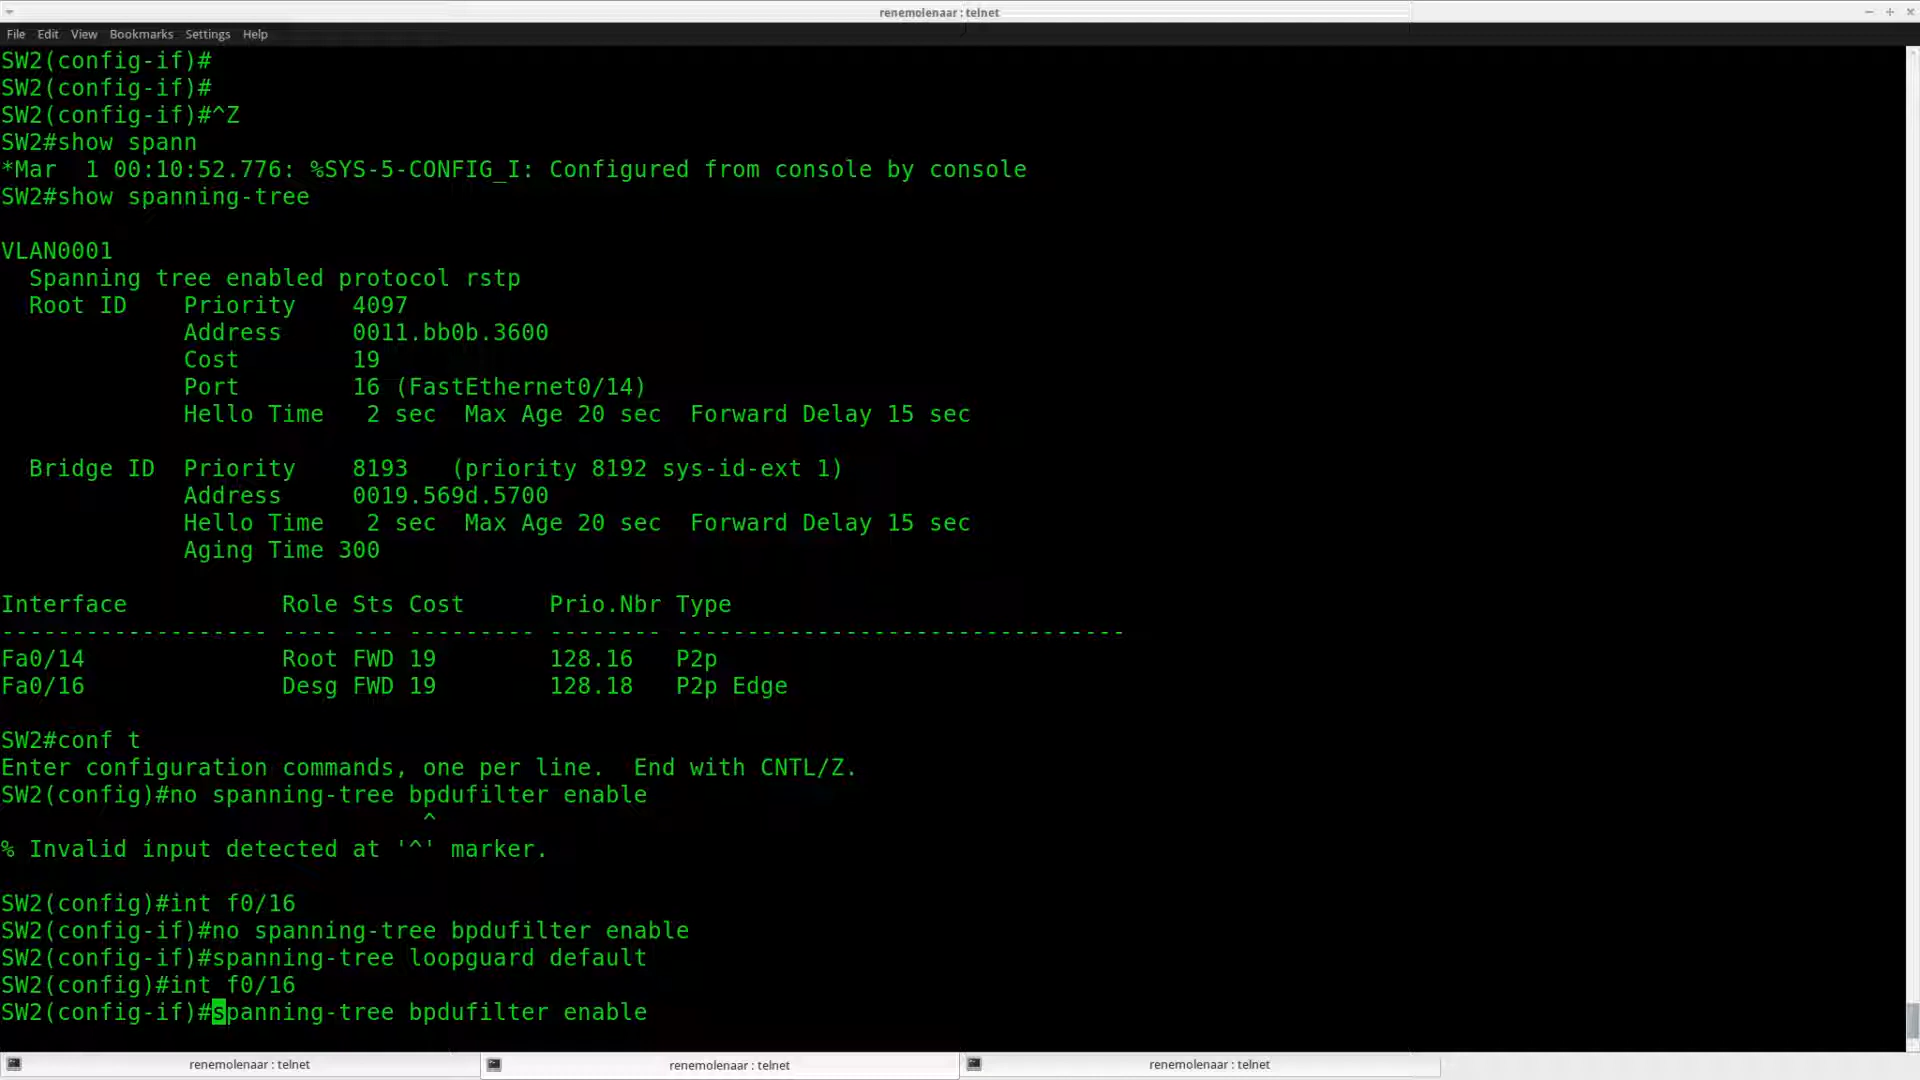 renemolenaar : telnet
File Edit View Bookmarks Settings Help
SW2(config-if)#
SW2(config-if)#
SW2(config-if)#^Z
SW2#show spann
*Mar  1 00:10:52.776: %SYS-5-CONFIG_I: Configured from console by console
SW2#show spanning-tree
VLAN0001
  Spanning tree enabled protocol rstp
  Root ID    Priority    4097
             Address     0011.bb0b.3600
             Cost        19
             Port        16 (FastEthernet0/14)
             Hello Time   2 sec  Max Age 20 sec  Forward Delay 15 sec
  Bridge ID  Priority    8193   (priority 8192 sys-id-ext 1)
             Address     0019.569d.5700
             Hello Time   2 sec  Max Age 20 sec  Forward Delay 15 sec
             Aging Time 300
Interface           Role Sts Cost      Prio.Nbr Type
------------------- ---- --- --------- -------- --------------------------------
Fa0/14              Root FWD 19        128.16   P2p
Fa0/16              Desg FWD 19        128.18   P2p Edge
SW2#conf t
Enter configuration commands, one per line.  End with CNTL/Z.
SW2(config)#no spanning-tree bpdufilter enable
                              ^
% Invalid input detected at '^' marker.
SW2(config)#int f0/16
SW2(config-if)#no spanning-tree bpdufilter enable
SW2(config-if)#spanning-tree loopguard default
SW2(config)#int f0/16
SW2(config-if)#spanning-tree bpdufilter enable
renemolenaar : telnet renemolenaar : telnet renemolenaar : telnet